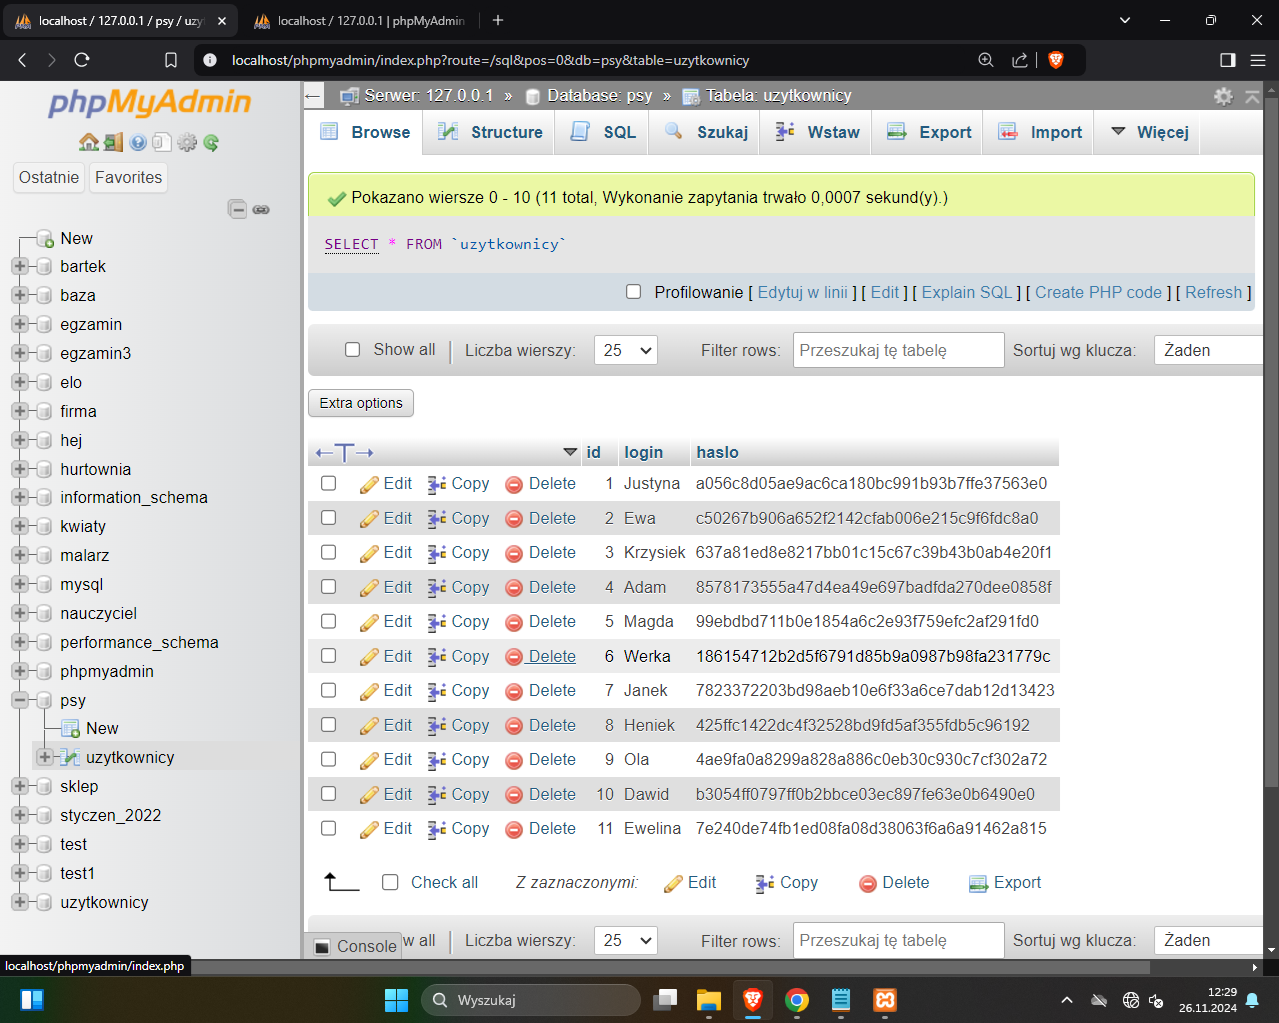 localhost / 127.0.0.1 / psy / uzy
localhost / 127.0.0.1 | phpMyAdmin
localhost/phpmyadmin/index.php?route=/sql&pos=0&db=psy&table=uzytkownicy
phpMyAdmin
Ostatnie Favorites
New
bartek
baza
egzamin
egzamin3
elo
firma
hej
hurtownia
information_schema
kwiaty
malarz
mysql
nauczyciel
performance_schema
phpmyadmin
psy
New
uzytkownicy
sklep
styczen_2022
test
test1
uzytkownicy
localhost/phpmyadmin/index.php
Serwer: 127.0.0.1 » Database: psy » Tabela: uzytkownicy
Browse Structure SQL Szukaj Wstaw Export Import Więcej
Pokazano wiersze 0 - 10 (11 total, Wykonanie zapytania trwało 0,0007 sekund(y).)
SELECT * FROM `uzytkownicy`
Profilowanie [ Edytuj w linii ] [ Edit ] [ Explain SQL ] [ Create PHP code ] [ Refresh ]
Show all | Liczba wierszy: 25 Filter rows: Przeszukaj tę tabelę Sortuj wg klucza: Żaden
Extra options
←T→ id login haslo
Edit Copy Delete 1 Justyna a056c8d05ae9ac6ca180bc991b93b7ffe37563e0
Edit Copy Delete 2 Ewa c50267b906a652f2142cfab006e215c9f6fdc8a0
Edit Copy Delete 3 Krzysiek 637a81ed8e8217bb01c15c67c39b43b0ab4e20f1
Edit Copy Delete 4 Adam 8578173555a47d4ea49e697badfda270dee0858f
Edit Copy Delete 5 Magda 99ebdbd711b0e1854a6c2e93f759efc2af291fd0
Edit Copy Delete 6 Werka 186154712b2d5f6791d85b9a0987b98fa231779c
Edit Copy Delete 7 Janek 7823372203bd98aeb10e6f33a6ce7dab12d13423
Edit Copy Delete 8 Heniek 425ffc1422dc4f32528bd9fd5af355fdb5c96192
Edit Copy Delete 9 Ola 4ae9fa0a8299a828a886c0eb30c930c7cf302a72
Edit Copy Delete 10 Dawid b3054ff0797ff0b2bbce03ec897fe63e0b6490e0
Edit Copy Delete 11 Ewelina 7e240de74fb1ed08fa08d38063f6a6a91462a815
Check all Z zaznaczonymi: Edit Copy Delete Export
Console w all | Liczba wierszy: 25 Filter rows: Przeszukaj tę tabelę Sortuj wg klucza: Żaden
Wyszukaj
12:29
26.11.2024